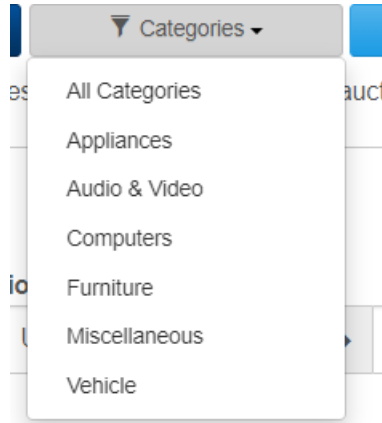 Categories
All Categories
Appliances
Audio & Video
Computers
Furniture
Miscellaneous
Vehicle